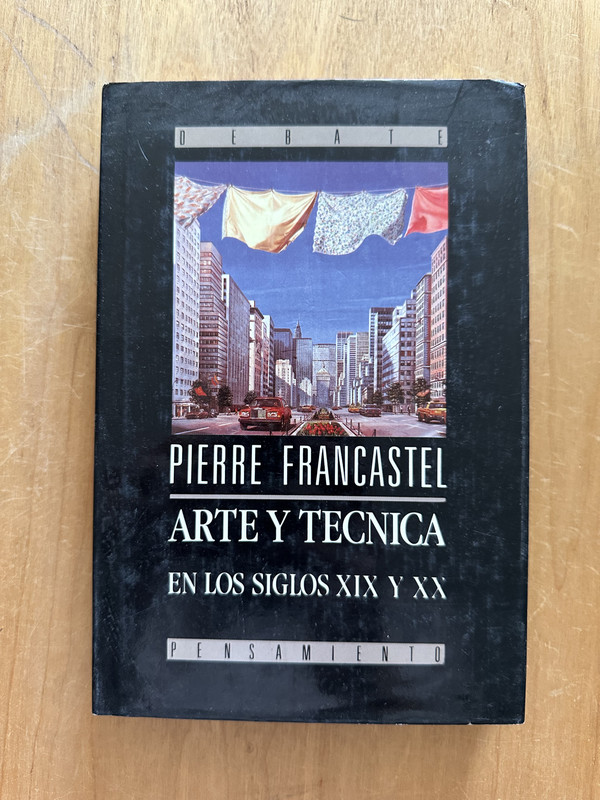 DEBATE
PIERRE FRANCASTEL
ARTE Y TECNICA
EN LOS SIGLOS XIX Y XX
PENSAMIENTO